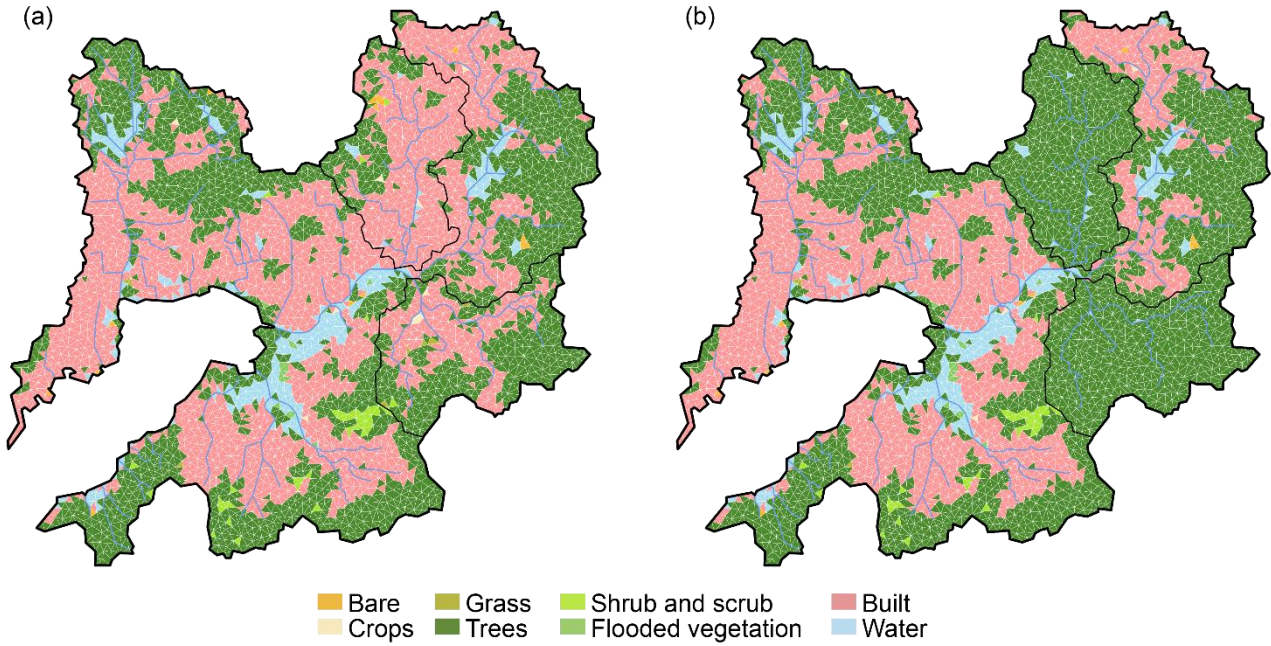 (a) (b)
Bare Grass Shrub and scrub Built
Crops Trees Flooded vegetation Water